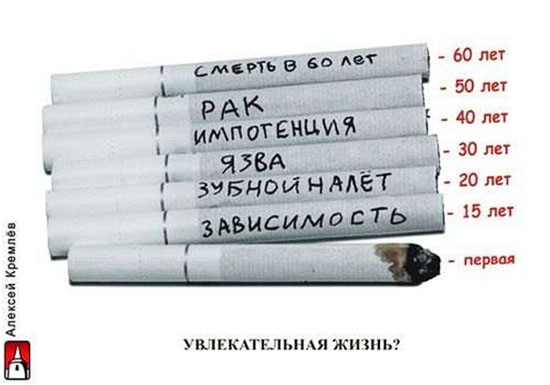 СМЕРТЬ В 60 ЛЕТ - 60 лет
РАК - 50 лет
ИМПОТЕНЦИЯ - 40 лет
ЯЗВА - 30 лет
ЗУБНОЙ НАЛЁТ - 20 лет
ЗАВИСИМОСТЬ - 15 лет
- первая
Алексей Кремлёв
УВЛЕКАТЕЛЬНАЯ ЖИЗНЬ?